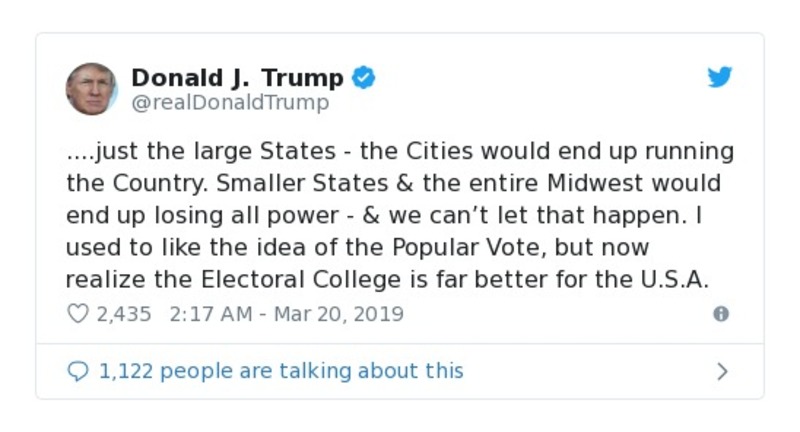 Donald J. Trump
@realDonaldTrump
....just the large States - the Cities would end up running
the Country. Smaller States & the entire Midwest would
end up losing all power - & we can’t let that happen. I
used to like the idea of the Popular Vote, but now
realize the Electoral College is far better for the U.S.A.
2,435 2:17 AM - Mar 20, 2019
1,122 people are talking about this